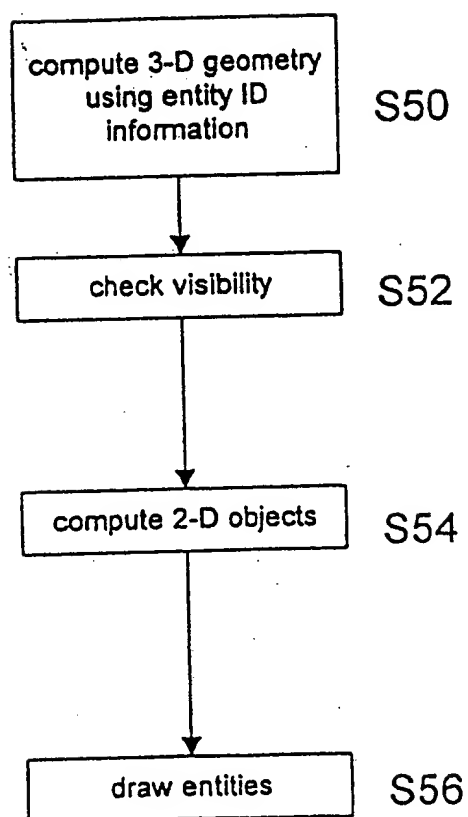 compute 3-D geometry
using entity ID
information
S50
check visibility
S52
compute 2-D objects
S54
draw entities
S56